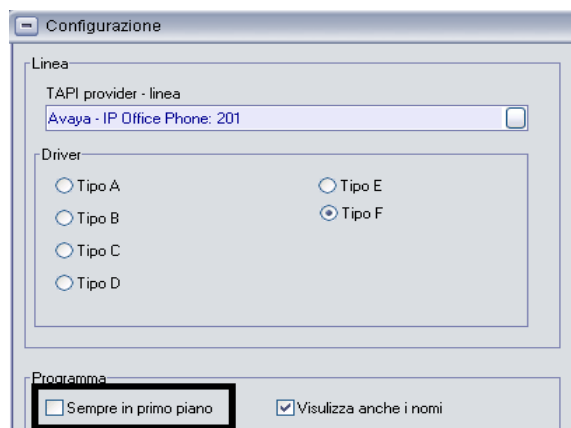 Configurazione
Linea
TAPI provider - linea
Avaya - IP Office Phone: 201
Driver
Tipo A
Tipo E
Tipo B
Tipo F
Tipo C
Tipo D
Programma
Sempre in primo piano
Visulizza anche i nomi